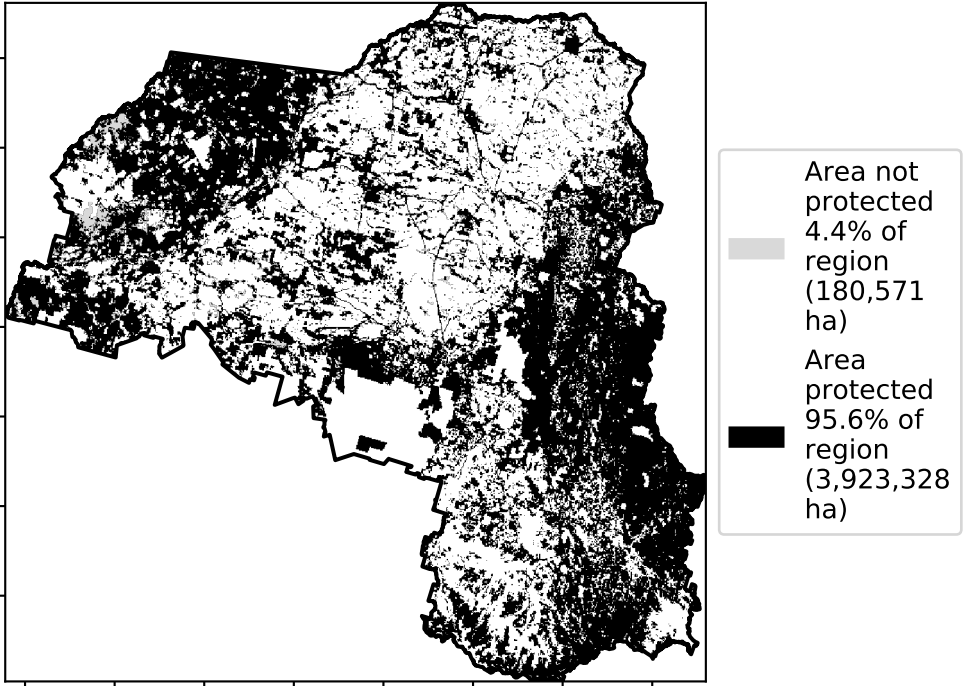 Area not
protected
4.4% of
region
(180,571
ha)
Area
protected
95.6% of
region
(3,923,328
ha)